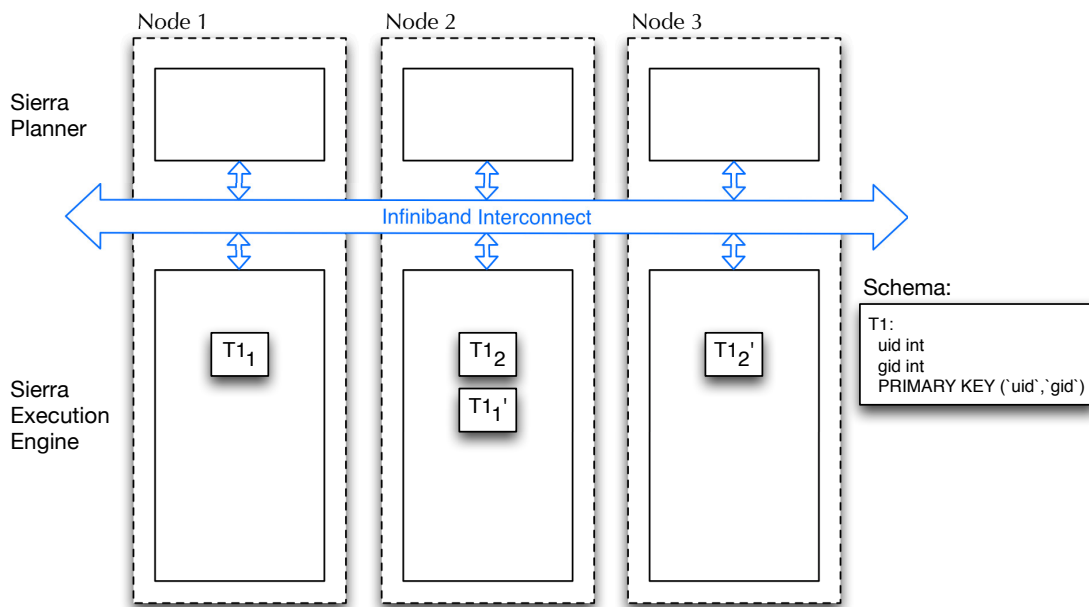 Node 1
Node 2
Node 3
Sierra
Planner
Infiniband Interconnect
Schema:
T1:
uid int
gid int
PRIMARY KEY (`uid`,`gid`)
T1₁
T1₂
T1₂'
T1₁'
Sierra
Execution
Engine